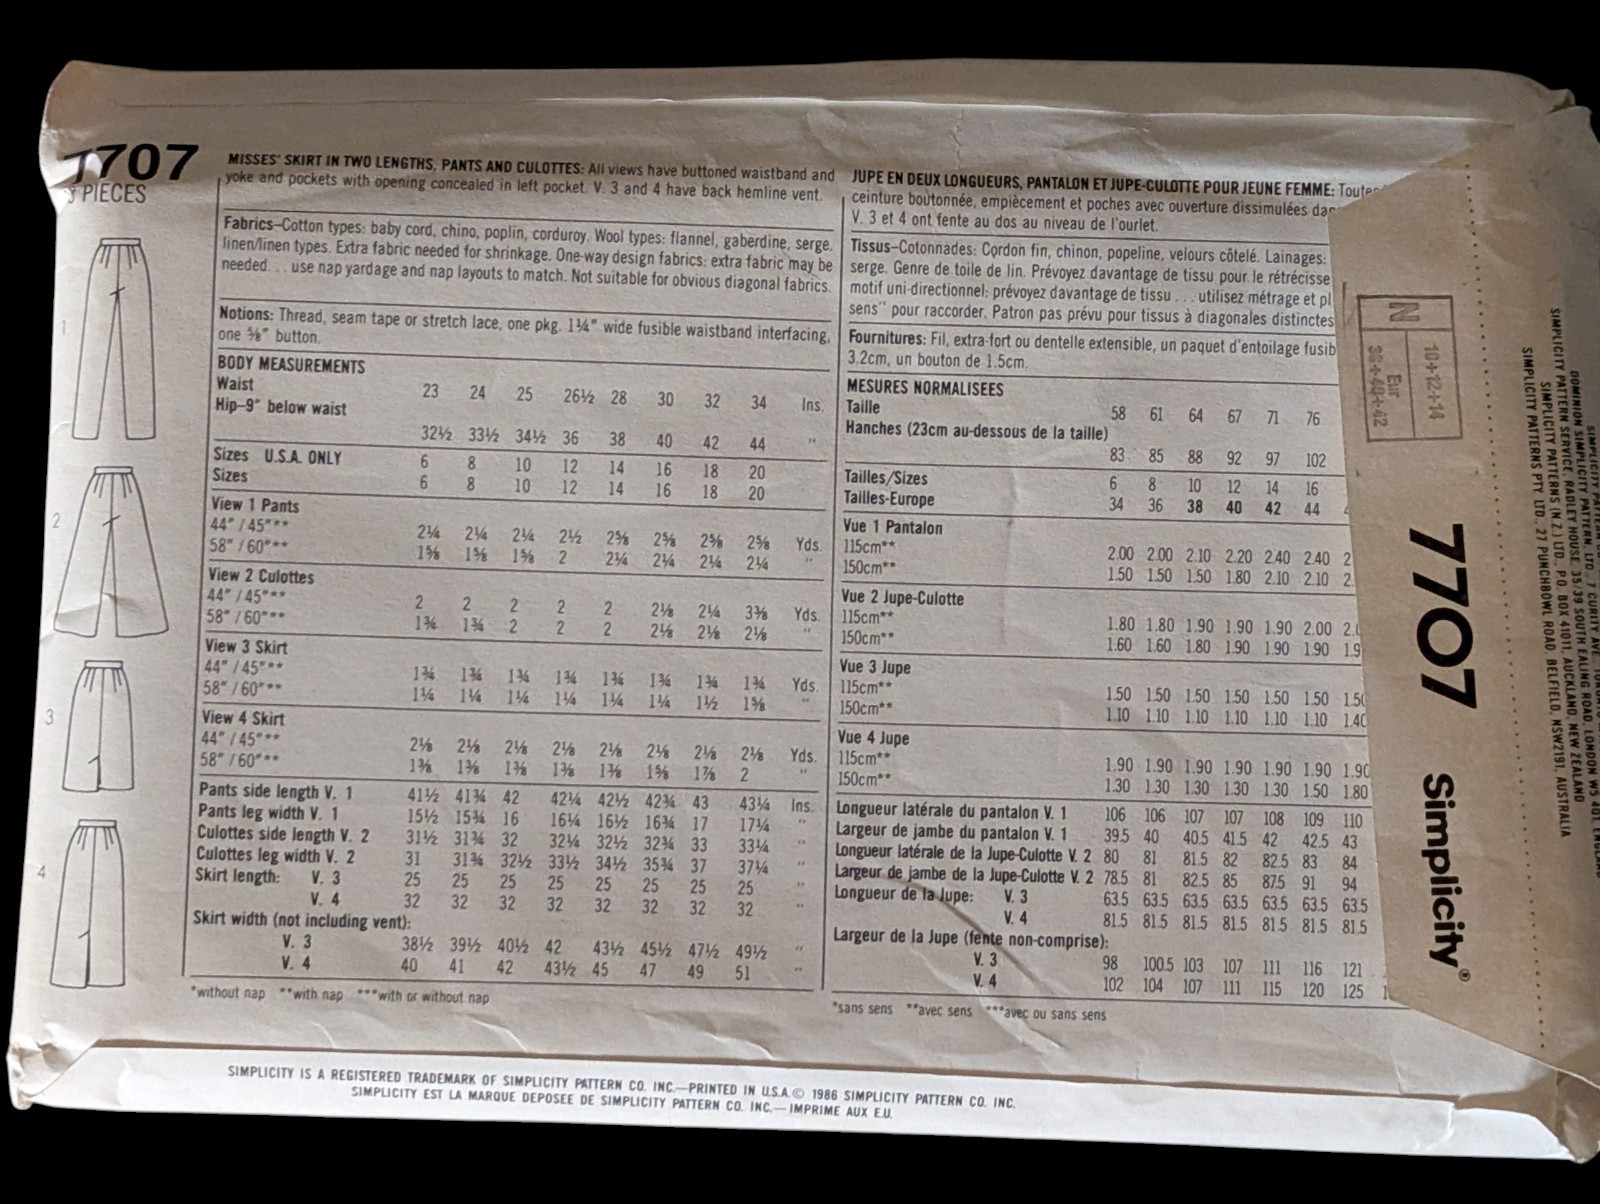 7707
PIECES
1
2
3
4
MISSES' SKIRT IN TWO LENGTHS, PANTS AND CULOTTES: All views have buttoned waistband and
yoke and pockets with opening concealed in left pocket. V. 3 and 4 have back hemline vent.
Fabrics–Cotton types: baby cord, chino, poplin, corduroy. Wool types: flannel, gaberdine, serge.
linen/linen types. Extra fabric needed for shrinkage. One-way design fabrics: extra fabric may be
needed... use nap yardage and nap layouts to match. Not suitable for obvious diagonal fabrics.
Notions: Thread, seam tape or stretch lace, one pkg. 1¼" wide fusible waistband interfacing,
one ⅝" button.
BODY MEASUREMENTS
Waist 23 24 25 26½ 28 30 32 34 Ins.
Hip–9" below waist 32½ 33½ 34½ 36 38 40 42 44 "
Sizes U.S.A. ONLY 6 8 10 12 14 16 18 20
Sizes 6 8 10 12 14 16 18 20
View 1 Pants
44"/45"*** 2¼ 2¼ 2¼ 2½ 2⅝ 2⅝ 2⅝ 2⅝ Yds.
58"/60"*** 1⅝ 1⅝ 1⅝ 2 2¼ 2¼ 2¼ 2¼ "
View 2 Culottes
44"/45"*** 2 2 2 2 2 2⅛ 2¼ 3⅜ Yds.
58"/60"*** 1¾ 1¾ 2 2 2 2⅛ 2⅛ 2⅛ "
View 3 Skirt
44"/45"*** 1¾ 1¾ 1¾ 1¾ 1¾ 1¾ 1¾ 1¾ Yds.
58"/60"*** 1¼ 1¼ 1¼ 1¼ 1¼ 1¼ 1½ 1⅝ "
View 4 Skirt
44"/45"*** 2⅛ 2⅛ 2⅛ 2⅛ 2⅛ 2⅛ 2⅛ 2⅛ Yds.
58"/60"*** 1⅜ 1⅜ 1⅜ 1⅜ 1⅜ 1⅝ 1⅞ 2 "
Pants side length V. 1 41½ 41¾ 42 42¼ 42½ 42¾ 43 43¼ Ins.
Pants leg width V. 1 15½ 15¾ 16 16¼ 16½ 16¾ 17 17¼ "
Culottes side length V. 2 31½ 31¾ 32 32¼ 32½ 32¾ 33 33¼ "
Culottes leg width V. 2 31 31¾ 32½ 33½ 34½ 35¾ 37 37¼ "
Skirt length: V. 3 25 25 25 25 25 25 25 25 "
V. 4 32 32 32 32 32 32 32 32 "
Skirt width (not including vent):
V. 3 38½ 39½ 40½ 42 43½ 45½ 47½ 49½ "
V. 4 40 41 42 43½ 45 47 49 51 "
*without nap **with nap ***with or without nap
JUPE EN DEUX LONGUEURS, PANTALON ET JUPE-CULOTTE POUR JEUNE FEMME: Toutes
ceinture boutonnée, empiècement et poches avec ouverture dissimulées
V. 3 et 4 ont fente au dos au niveau de l'ourlet.
Tissus–Cotonnades: Cordon fin, chinon, popeline, velours côtelé. Lainages:
serge. Genre de toile de lin. Prévoyez davantage de tissu pour le rétrécisse
motif uni-directionnel: prévoyez davantage de tissu... utilisez métrage et pl
sens" pour raccorder. Patron pas prévu pour tissus à diagonales distinctes
Fournitures: Fil, extra-fort ou dentelle extensible, un paquet d'entoilage fusib
3.2cm, un bouton de 1.5cm.
MESURES NORMALISEES
Taille 58 61 64 67 71 76
Hanches (23cm au-dessous de la taille) 83 85 88 92 97 102
Tailles/Sizes 6 8 10 12 14 16
Tailles-Europe 34 36 38 40 42 44
Vue 1 Pantalon
115cm** 2.00 2.00 2.10 2.20 2.40 2.40 2
150cm** 1.50 1.50 1.50 1.80 2.10 2.10 2.
Vue 2 Jupe-Culotte
115cm** 1.80 1.80 1.90 1.90 1.90 2.00 2.0
150cm** 1.60 1.60 1.80 1.90 1.90 1.90 1.9
Vue 3 Jupe
115cm** 1.50 1.50 1.50 1.50 1.50 1.50 1.50
150cm** 1.10 1.10 1.10 1.10 1.10 1.10 1.40
Vue 4 Jupe
115cm** 1.90 1.90 1.90 1.90 1.90 1.90 1.90
150cm** 1.30 1.30 1.30 1.30 1.30 1.50 1.80
Longueur latérale du pantalon V. 1 106 106 107 107 108 109 110
Largeur de jambe du pantalon V. 1 39.5 40 40.5 41.5 42 42.5 43
Longueur latérale de la Jupe-Culotte V. 2 80 81 81.5 82 82.5 83 84
Largeur de jambe de la Jupe-Culotte V. 2 78.5 81 82.5 85 87.5 91 94
Longueur de la Jupe: V. 3 63.5 63.5 63.5 63.5 63.5 63.5 63.5
V. 4 81.5 81.5 81.5 81.5 81.5 81.5 81.5
Largeur de la Jupe (fente non-comprise):
V. 3 98 100.5 103 107 111 116 121
V. 4 102 104 107 111 115 120 125
*sans sens **avec sens ***avec ou sans sens
N
10+12+14
Eur
38+40+42
7707 Simplicity®
DOMINION SIMPLICITY PATTERN, LTD., 7 CURITY AVE.
SIMPLICITY PATTERN SERVICE, RADLEY HOUSE, 35/39 SOUTH EALING ROAD, LONDON W5
SIMPLICITY PATTERNS (N.Z.) LTD., P.O. BOX 41011, AUCKLAND, NEW ZEALAND
SIMPLICITY PATTERNS PTY. LTD., 27 PUNCHBOWL ROAD, BELFIELD, NSW2191, AUSTRALIA
SIMPLICITY IS A REGISTERED TRADEMARK OF SIMPLICITY PATTERN CO. INC.—PRINTED IN U.S.A.© 1986 SIMPLICITY PATTERN CO. INC.
SIMPLICITY EST LA MARQUE DEPOSEE DE SIMPLICITY PATTERN CO. INC.—IMPRIME AUX E.U.